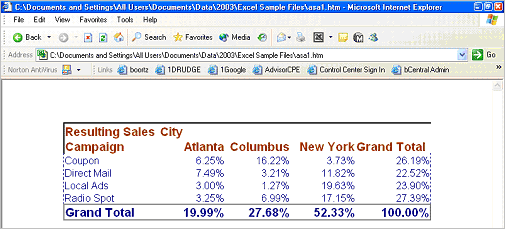 C:\Documents and Settings\All Users\Documents\Data\2003\Excel Sample Files\asa1.htm - Microsoft Internet Explorer
File Edit View Favorites Tools Help
Back Search Favorites Media
Address C:\Documents and Settings\All Users\Documents\Data\2003\Excel Sample Files\asa1.htm Go
Norton AntiVirus Links boortz 1DRUDGE 1Google AdvisorCPE Control Center Sign In bCentral Admin
Resulting Sales City
Campaign Atlanta Columbus New York Grand Total
Coupon 6.25% 16.22% 3.73% 26.19%
Direct Mail 7.49% 3.21% 11.82% 22.52%
Local Ads 3.00% 1.27% 19.63% 23.90%
Radio Spot 3.25% 6.99% 17.15% 27.39%
Grand Total 19.99% 27.68% 52.33% 100.00%